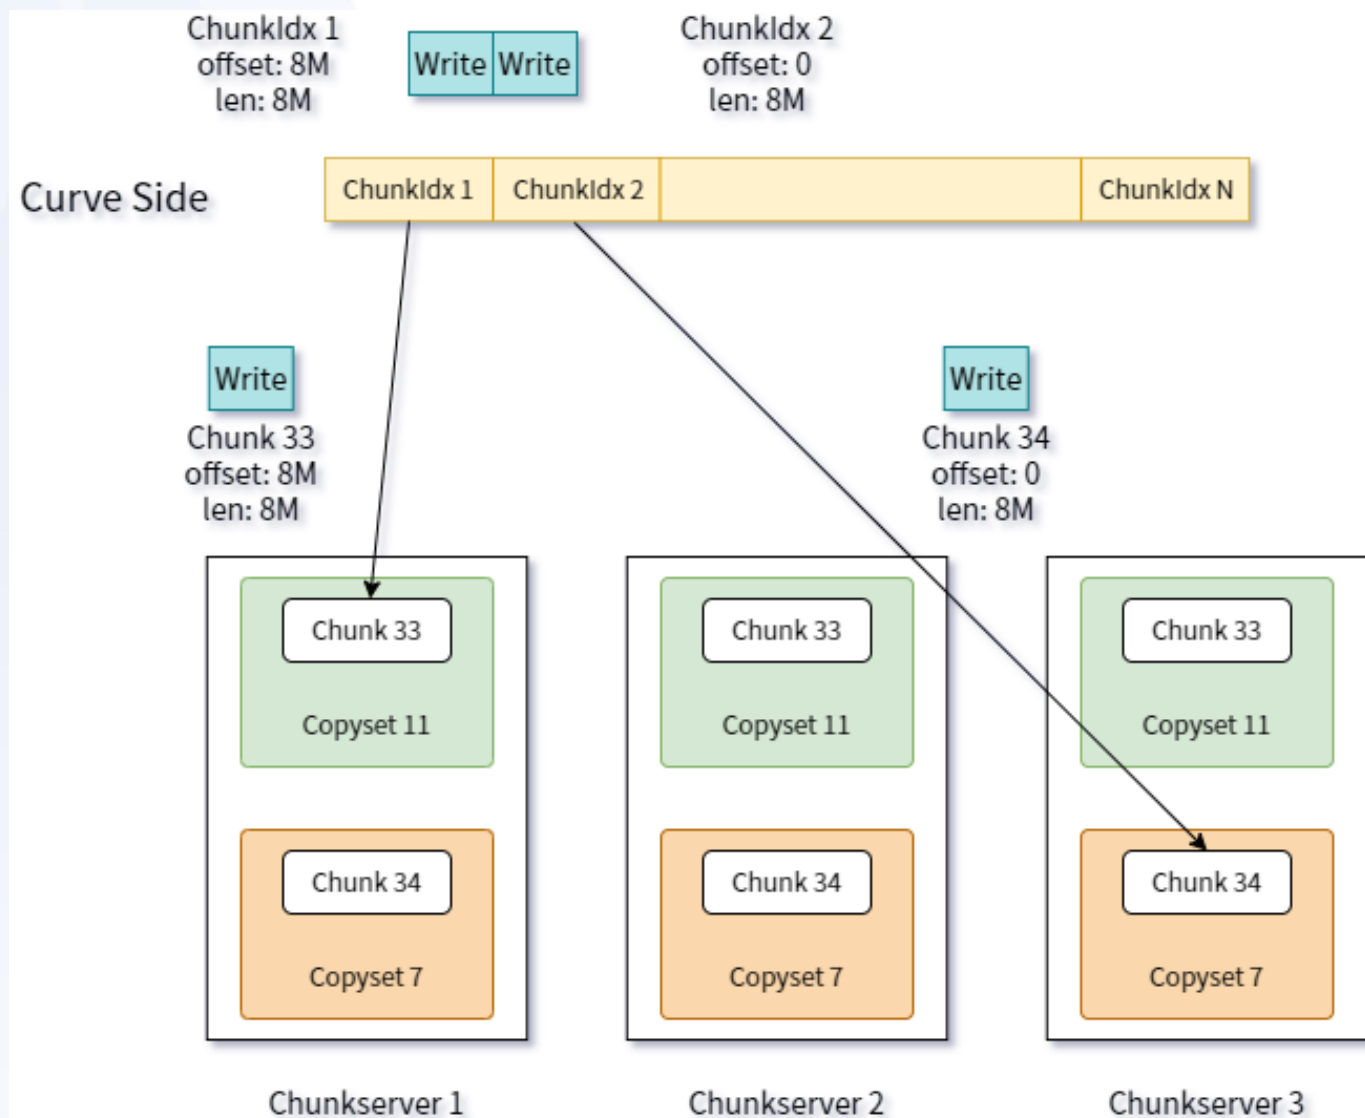 ChunkIdx 1
offset: 8M
len: 8M
Write Write
ChunkIdx 2
offset: 0
len: 8M
Curve Side
ChunkIdx 1 ChunkIdx 2 ChunkIdx N
Write
Chunk 33
offset: 8M
len: 8M
Write
Chunk 34
offset: 0
len: 8M
Chunk 33
Copyset 11
Chunk 34
Copyset 7
Chunkserver 1
Chunk 33
Copyset 11
Chunk 34
Copyset 7
Chunkserver 2
Chunk 33
Copyset 11
Chunk 34
Copyset 7
Chunkserver 3